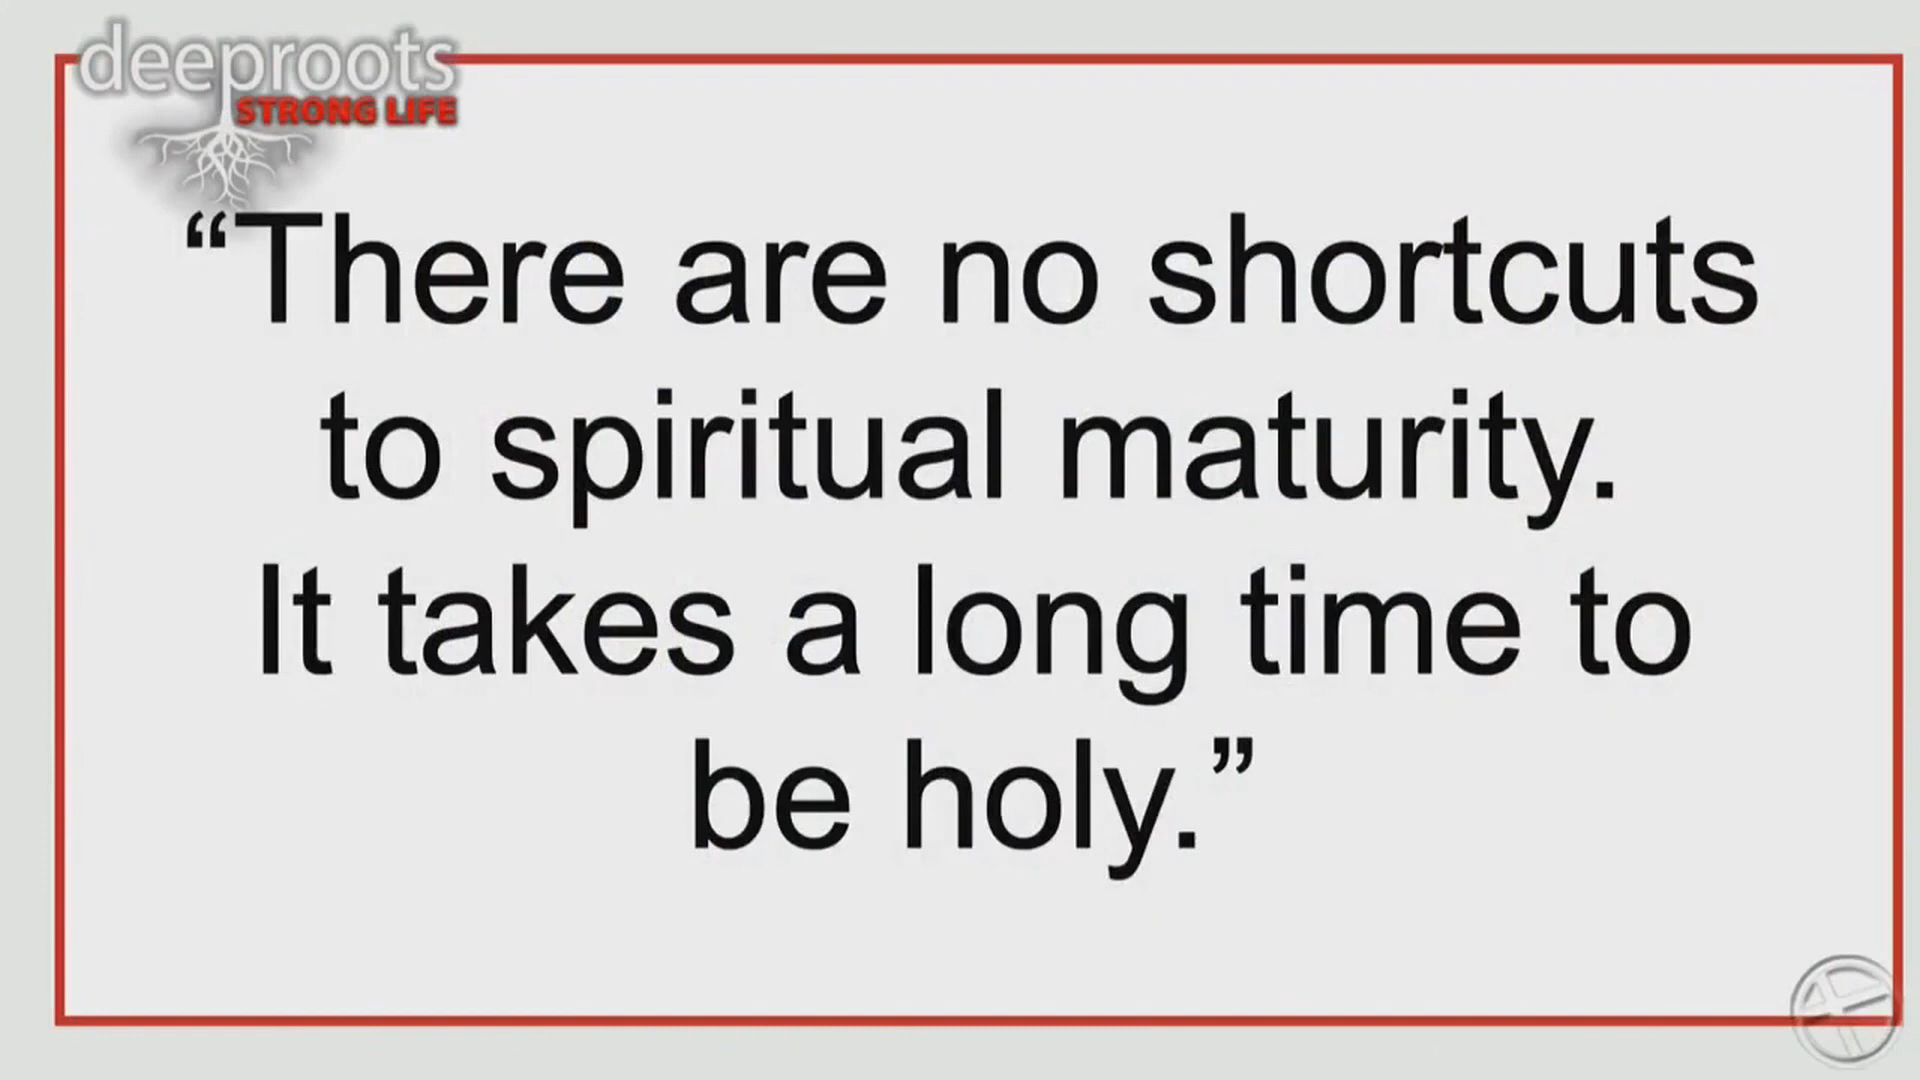 deeproots
STRONG LIFE
“There are no shortcuts
to spiritual maturity.
It takes a long time to
be holy.”